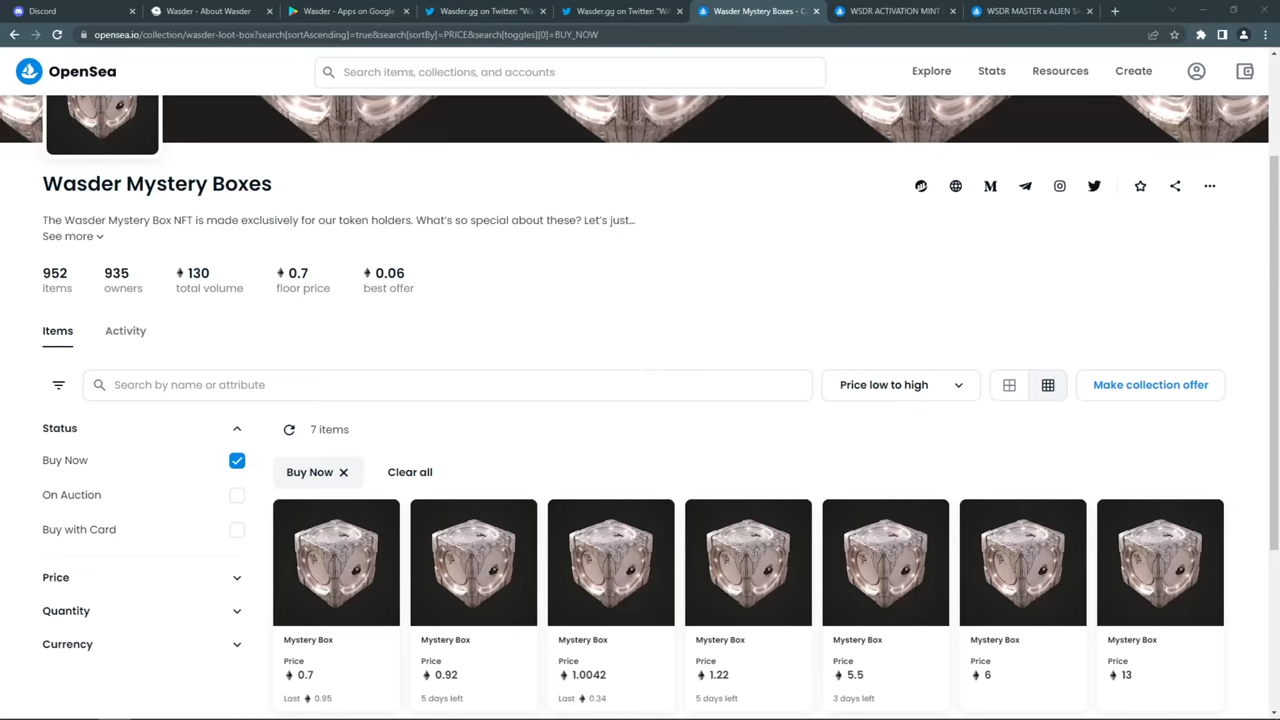 Discord
Wasder - About Wasder
Wasder - Apps on Google
Wasder.gg on Twitter: "Wa
Wasder.gg on Twitter: "W
Wasder Mystery Boxes - C
WSDR ACTIVATION MINT
WSDR MASTER x ALIEN SA
opensea.io/collection/wasder-loot-box?search[sortAscending]=true&search[sortBy]=PRICE&search[toggles][0]=BUY_NOW
OpenSea
Search items, collections, and accounts
Explore
Stats
Resources
Create
Wasder Mystery Boxes
The Wasder Mystery Box NFT is made exclusively for our token holders. What's so special about these? Let's just...
See more
952 935 130 0.7 0.06
items owners total volume floor price best offer
Items Activity
Search by name or attribute
Price low to high
Make collection offer
Status
7 items
Buy Now
Buy Now Clear all
On Auction
Buy with Card
Price
Quantity
Currency
Mystery Box Mystery Box Mystery Box Mystery Box Mystery Box Mystery Box Mystery Box
Price Price Price Price Price Price Price
0.7 0.92 1.0042 1.22 5.5 6 13
Last 0.95 5 days left Last 0.34 5 days left 3 days left